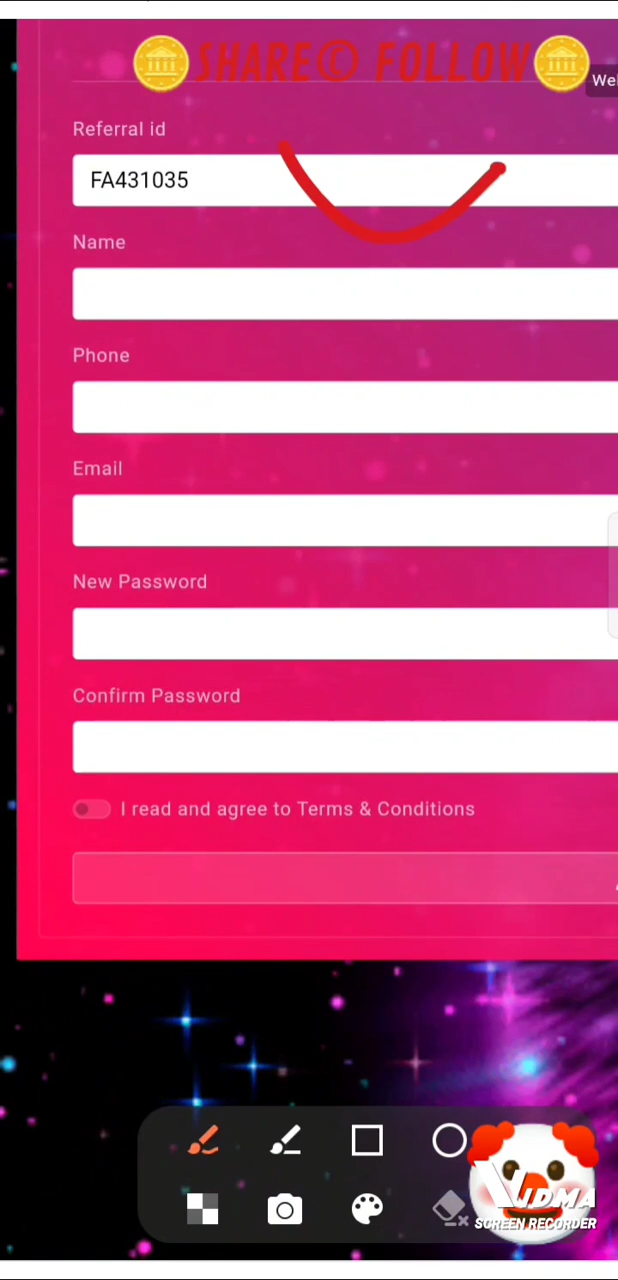 SHARE© FOLLOW
Wel
Referral id
FA431035
Name
Phone
Email
New Password
Confirm Password
I read and agree to Terms & Conditions
VIDMA
SCREEN RECORDER